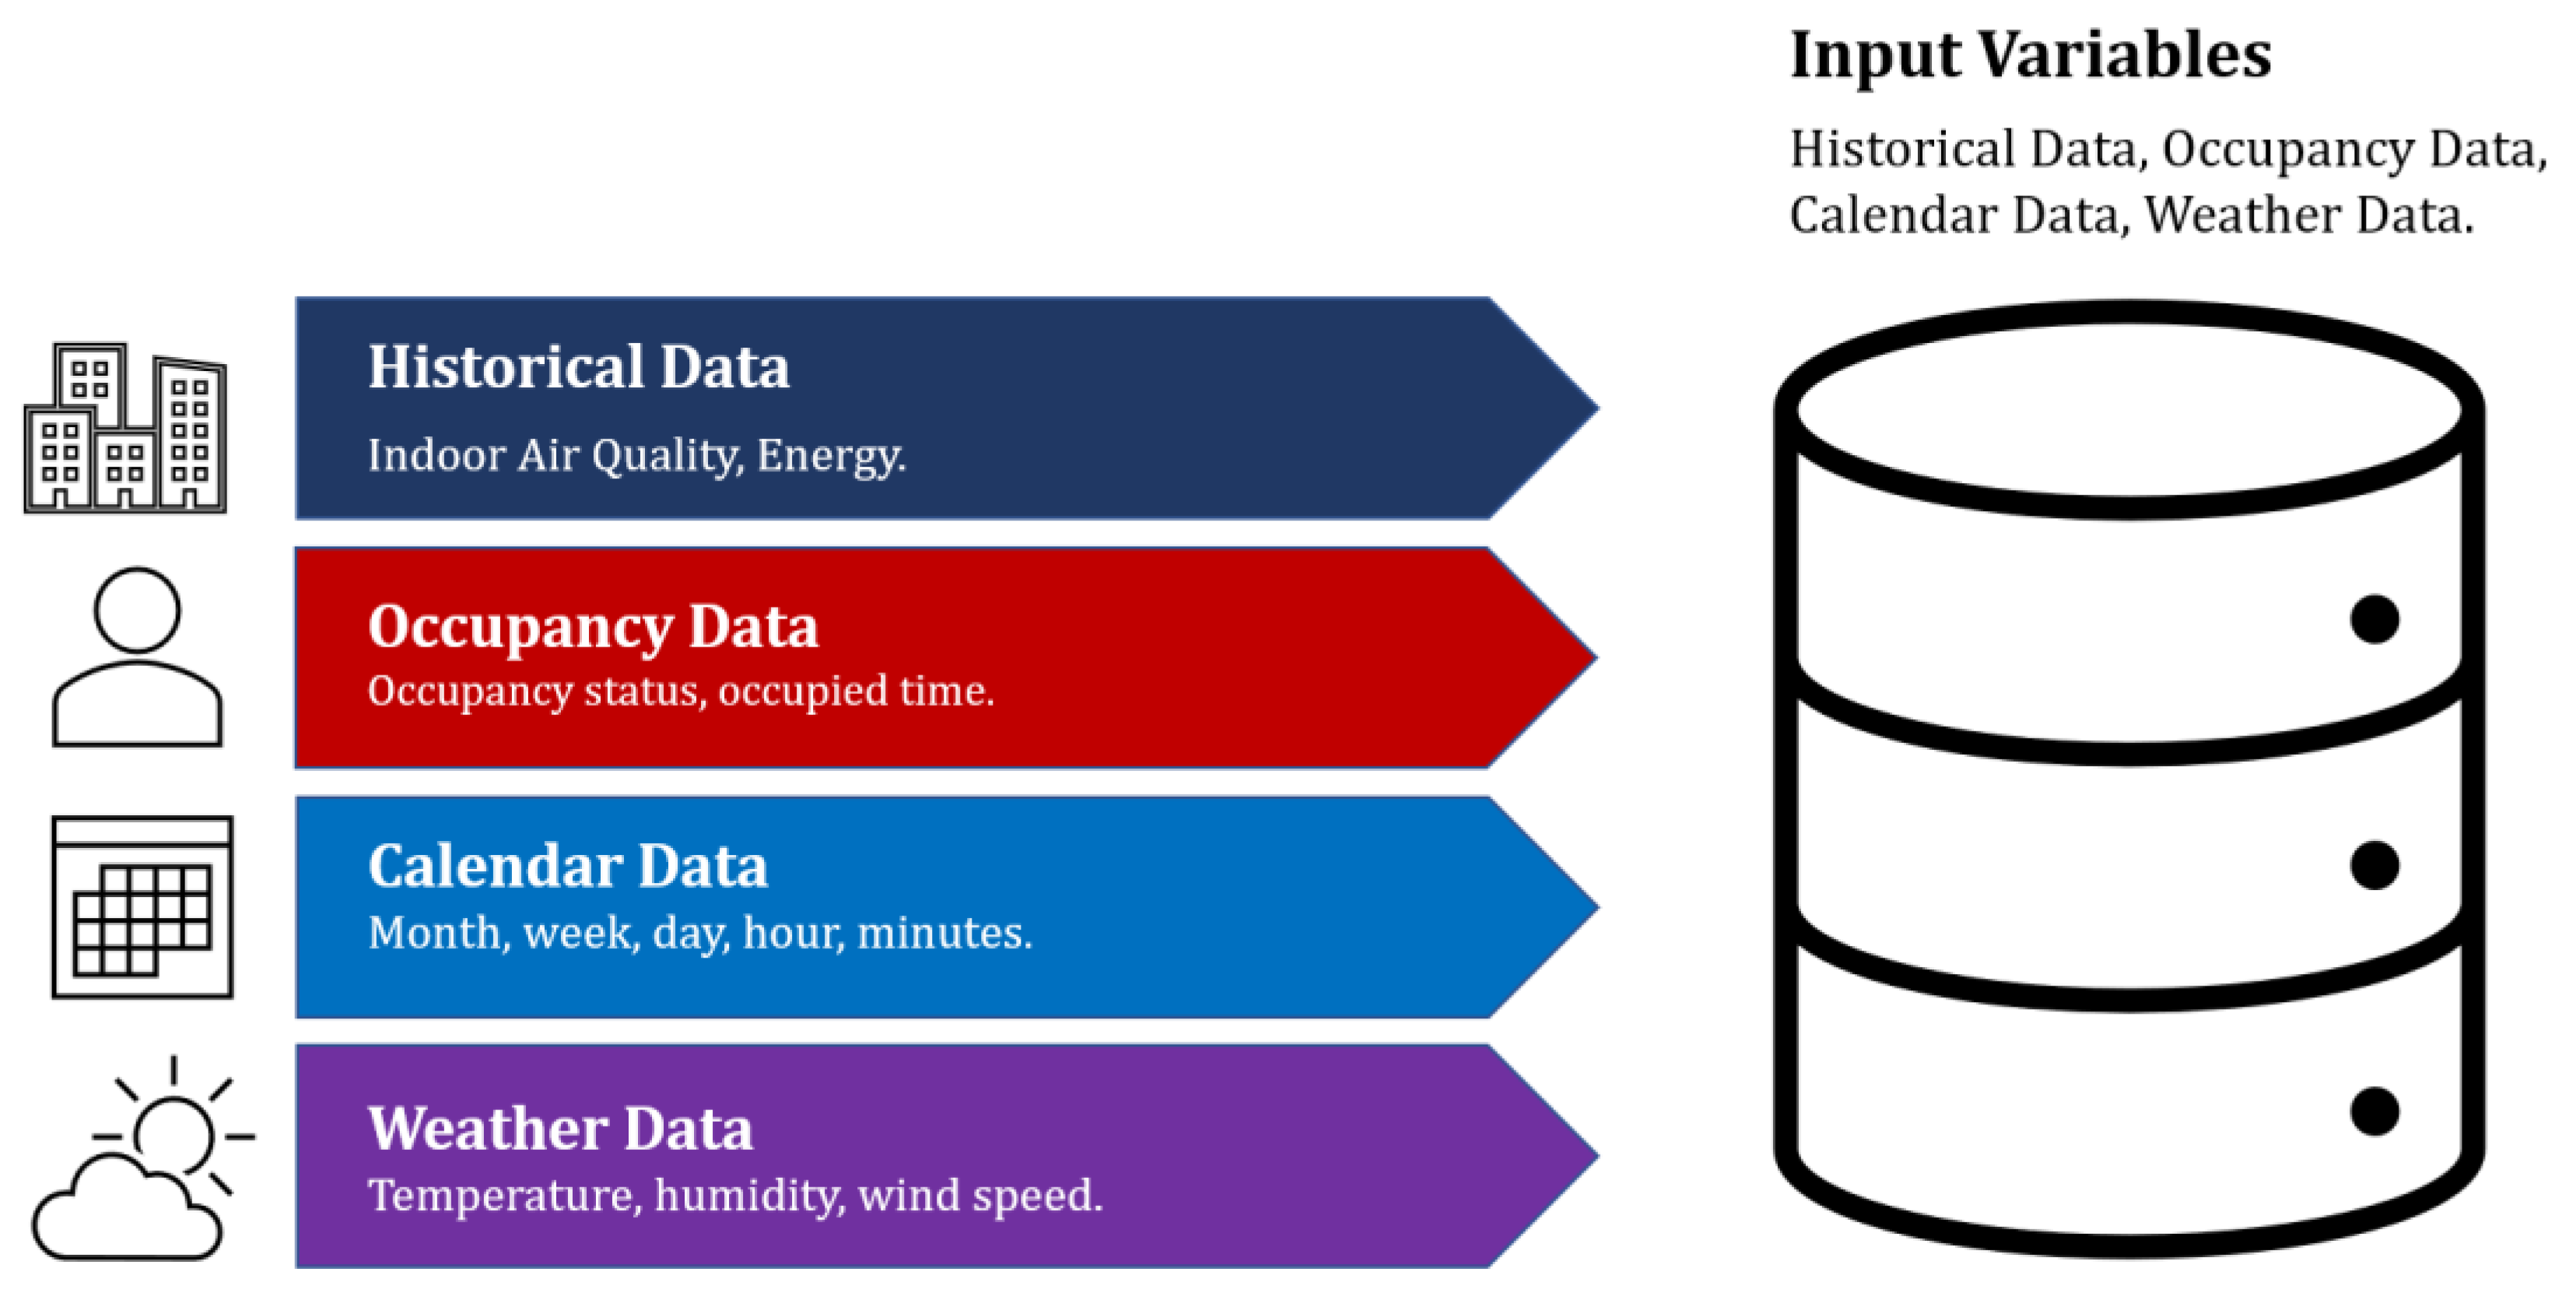 Input Variables
Historical Data, Occupancy Data,
Calendar Data, Weather Data.
Historical Data
Indoor Air Quality, Energy.
Occupancy Data
Occupancy status, occupied time.
Calendar Data
Month, week, day, hour, minutes.
Weather Data
Temperature, humidity, wind speed.